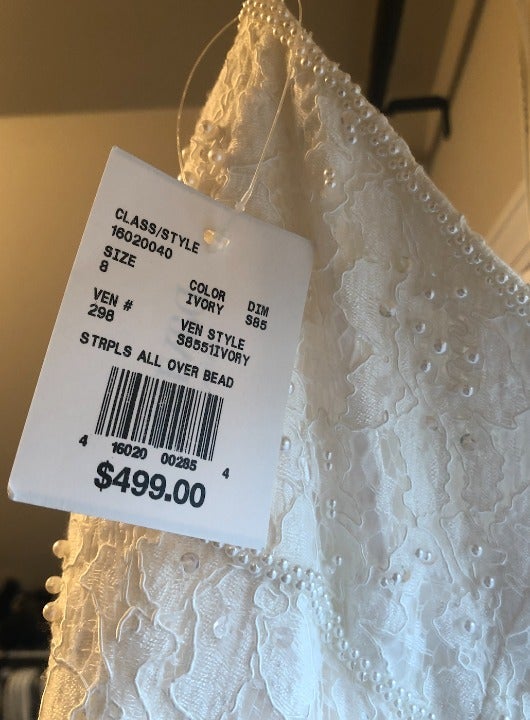 CLASS/STYLE
16020040
SIZE
8
COLOR DIM
IVORY S85
VEN #
298
VEN STYLE
S8551IVORY
STRPLS ALL OVER BEAD
4 16020 00285 4
$499.00